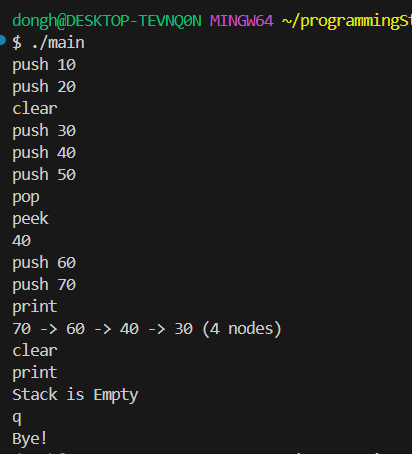 dongh@DESKTOP-TEVNQ0N MINGW64 ~/programmingSt
$ ./main
push 10
push 20
clear
push 30
push 40
push 50
pop
peek
40
push 60
push 70
print
70 -> 60 -> 40 -> 30 (4 nodes)
clear
print
Stack is Empty
q
Bye!